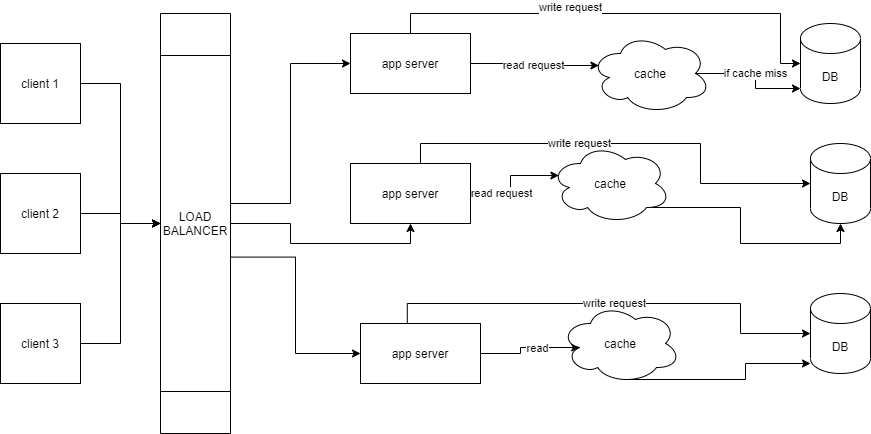 client 1
client 2
client 3
LOAD
BALANCER
write request
app server
read request
cache
if cache miss
DB
write request
app server
read request
cache
DB
write request
app server
read
cache
DB